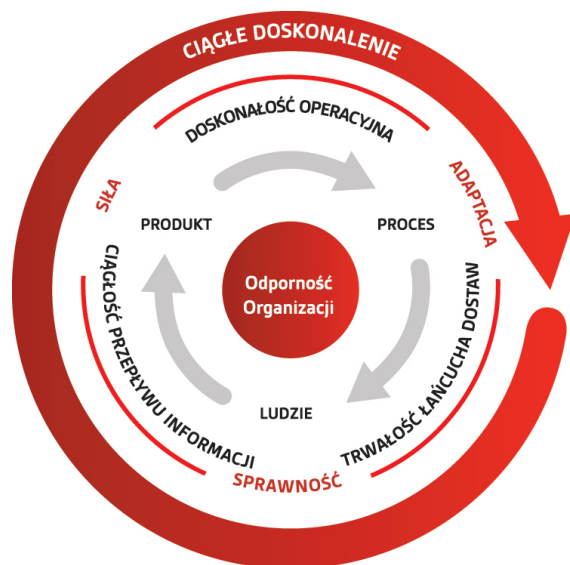 CIĄGŁE DOSKONALENIE
DOSKONAŁOŚĆ OPERACYJNA
SIŁA
ADAPTACJA
PRODUKT
PROCES
Odporność
Organizacji
CIĄGŁOŚĆ PRZEPŁYWU INFORMACJI
TRWAŁOŚĆ ŁAŃCUCHA DOSTAW
LUDZIE
SPRAWNOŚĆ